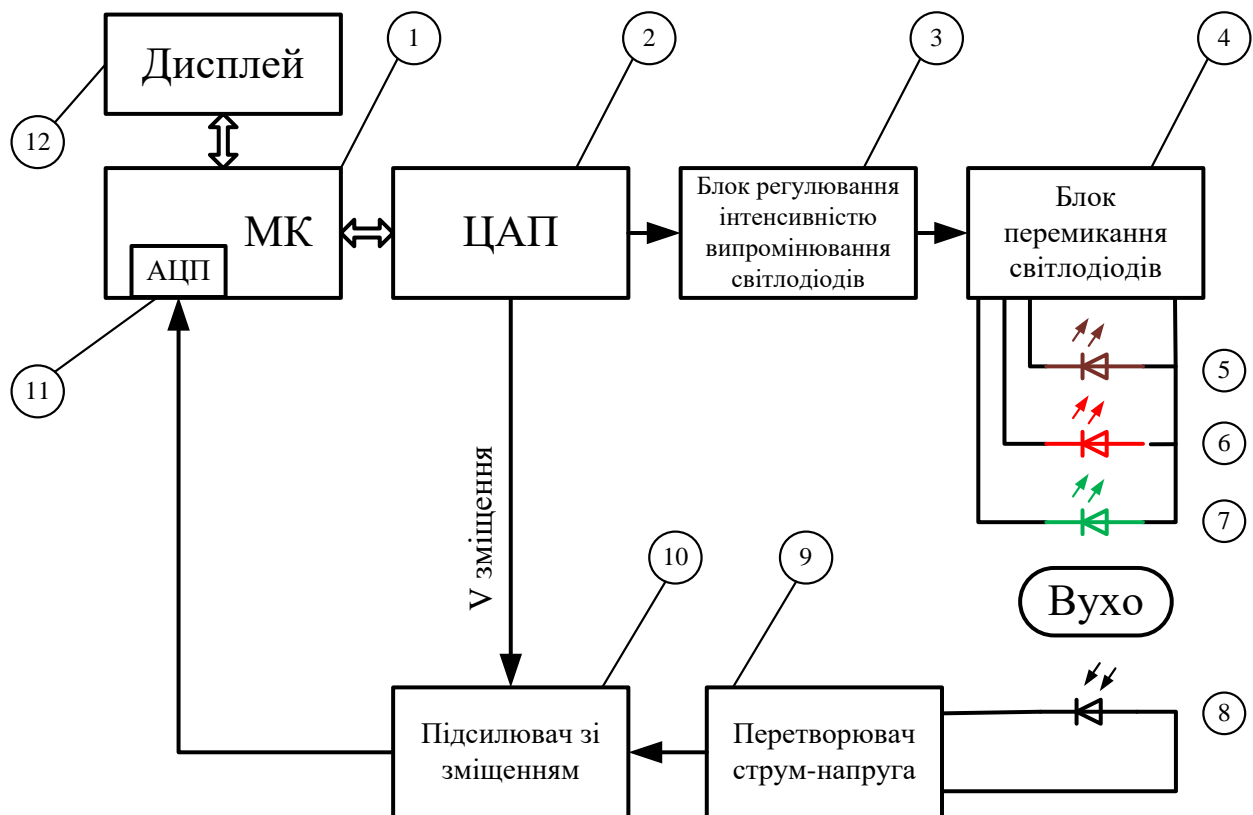 1
2
3
4
Дисплей
12
МК
АЦП
ЦАП
Блок регулювання
інтенсивністю
випромінювання
світлодіодів
Блок
перемикання
світлодіодів
11
5
6
7
V зміщення
10
9
Вухо
8
Підсилювач зі
зміщенням
Перетворювач
струм-напруга